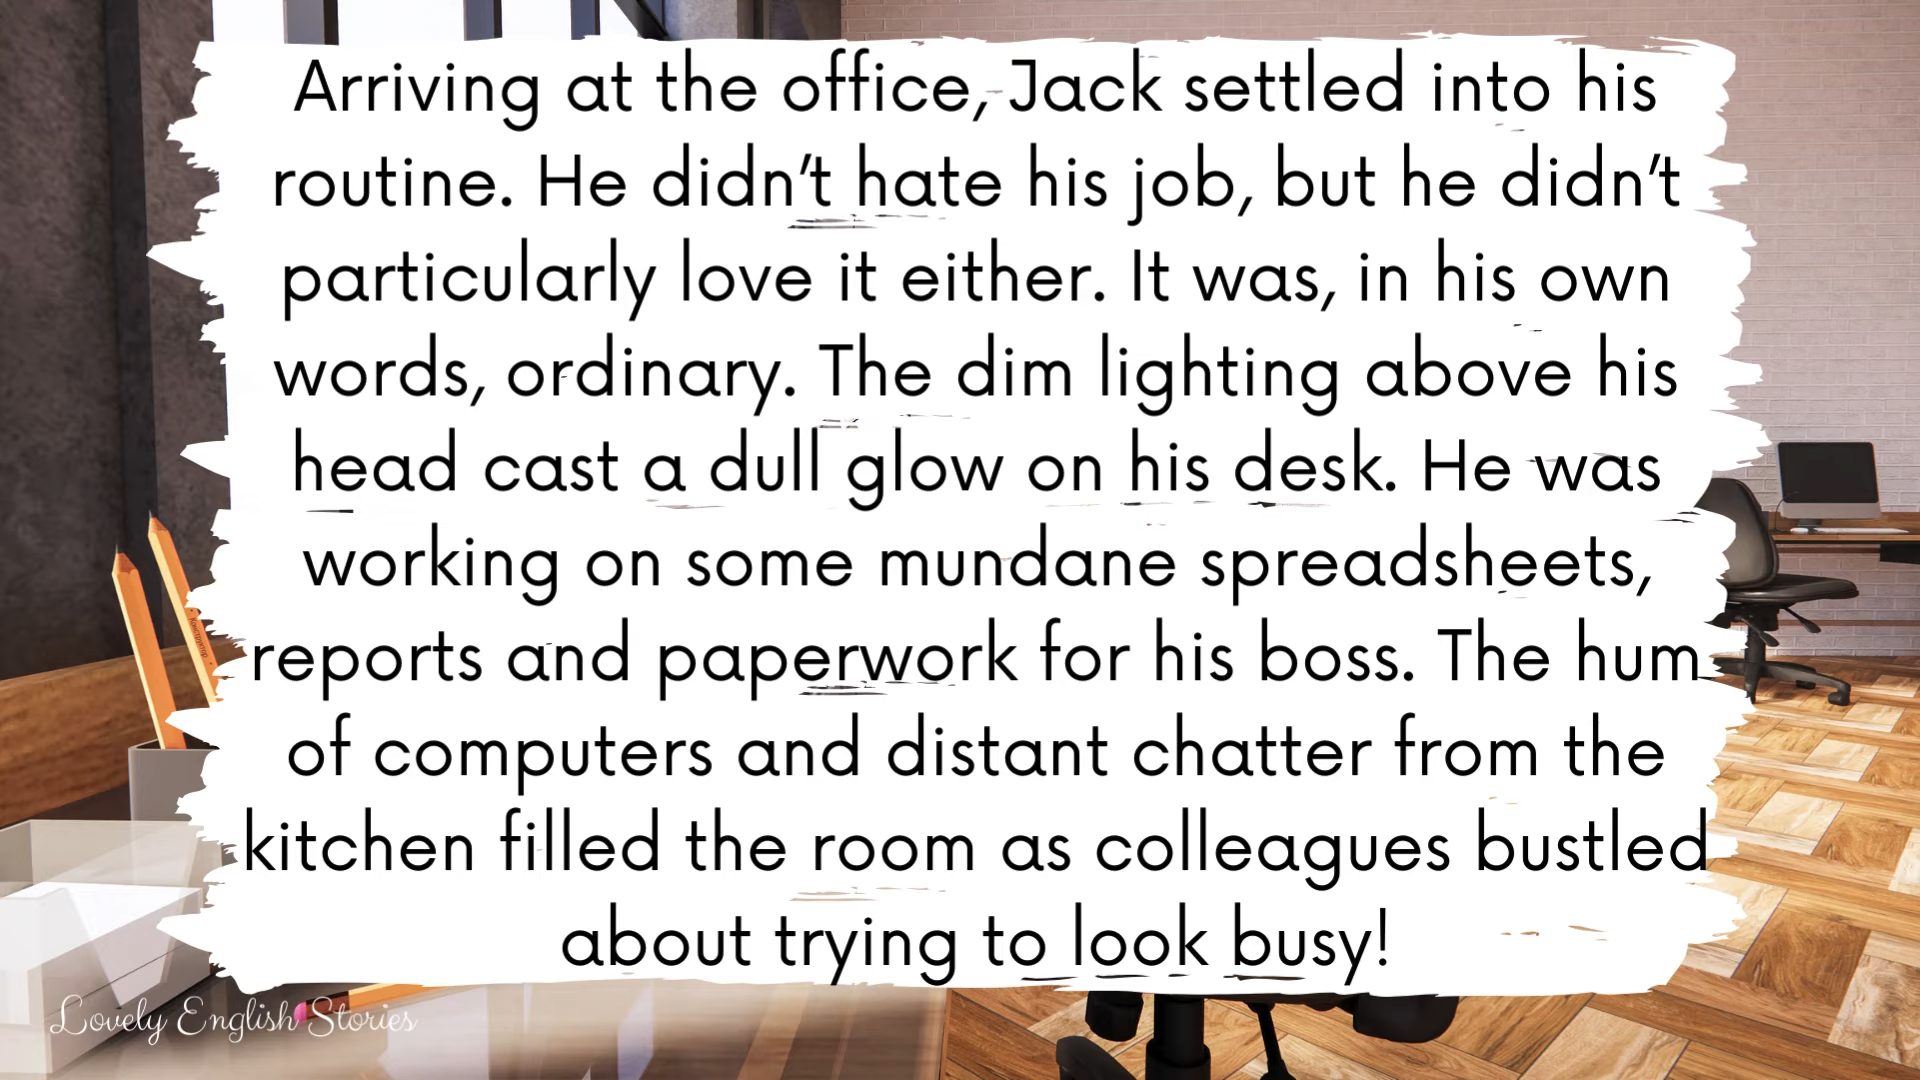 Arriving at the office, Jack settled into his
routine. He didn’t hate his job, but he didn’t
particularly love it either. It was, in his own
words, ordinary. The dim lighting above his
head cast a dull glow on his desk. He was
working on some mundane spreadsheets,
reports and paperwork for his boss. The hum
of computers and distant chatter from the
kitchen filled the room as colleagues bustled
about trying to look busy!
Конструктор
Lovely English Stories